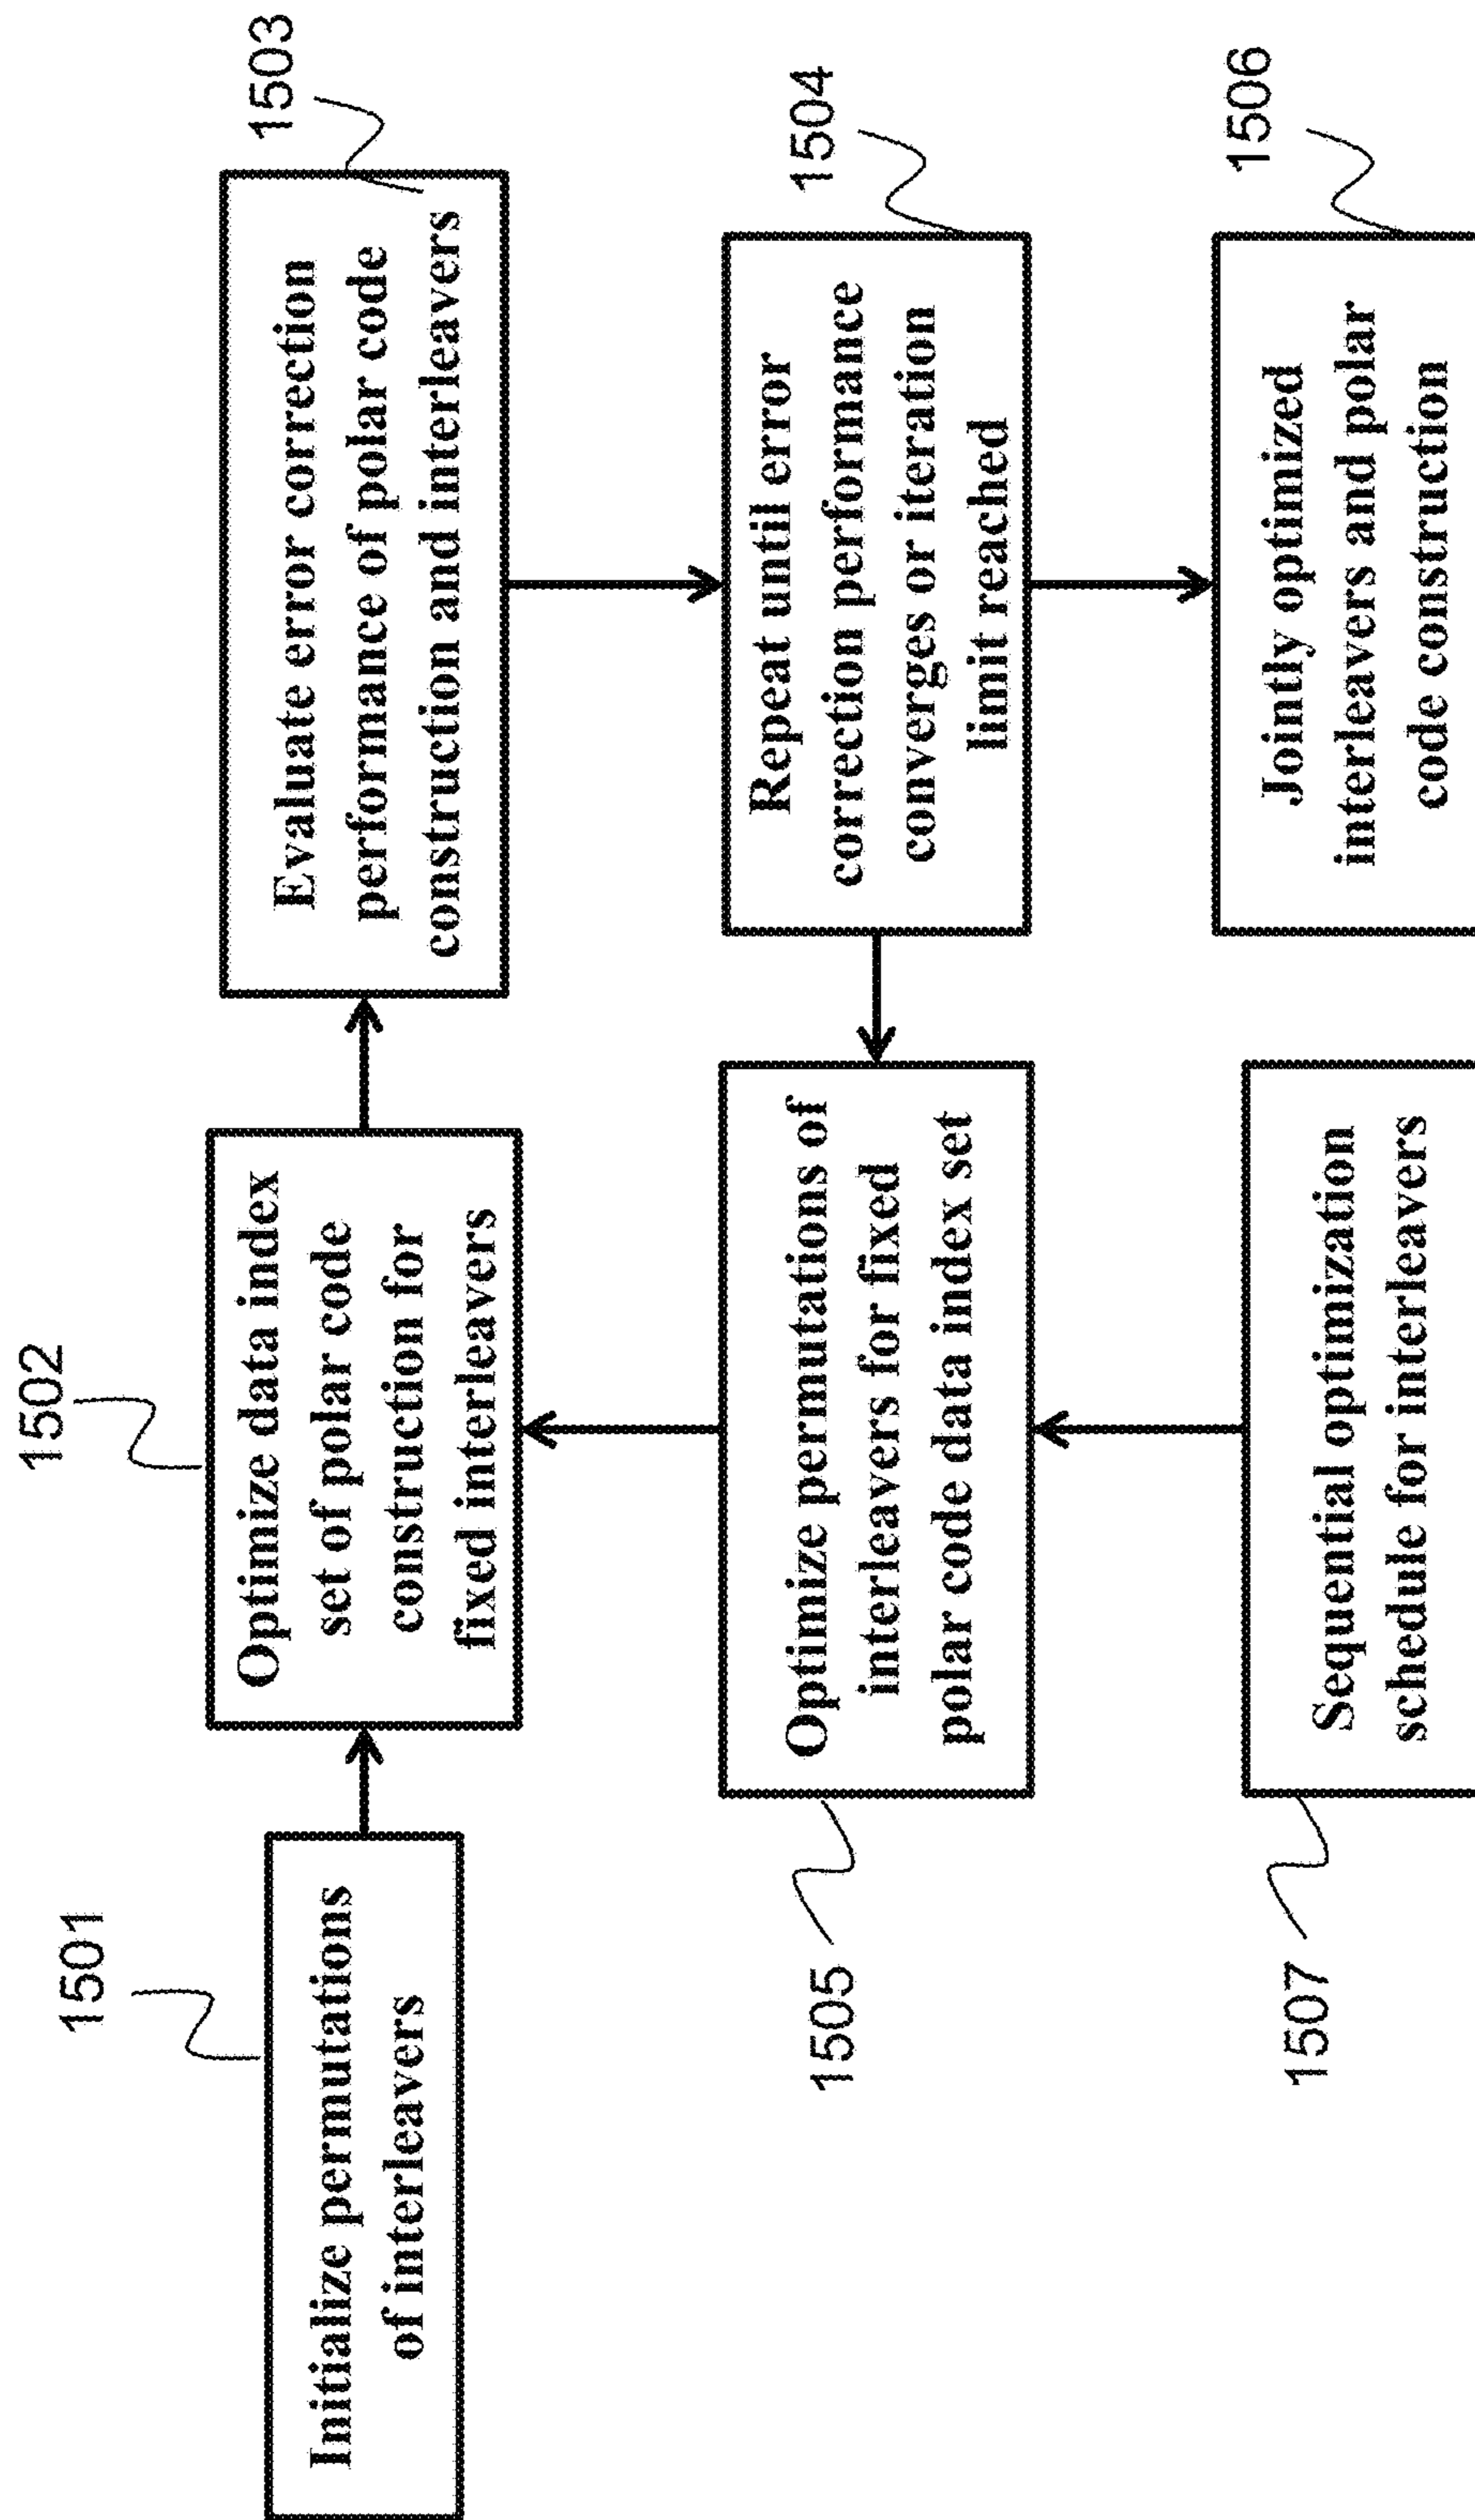 1501
Initialize permutations
of interleavers
1502
Optimize data index
set of polar code
construction for
fixed interleavers
1503
Evaluate error correction
performance of polar code
construction and interleavers
1504
Repeat until error
correction performance
converges or iteration
limit reached
1505
Optimize permutations of
interleavers for fixed
polar code data index set
1506
Jointly optimized
interleavers and polar
code construction
1507
Sequential optimization
schedule for interleavers